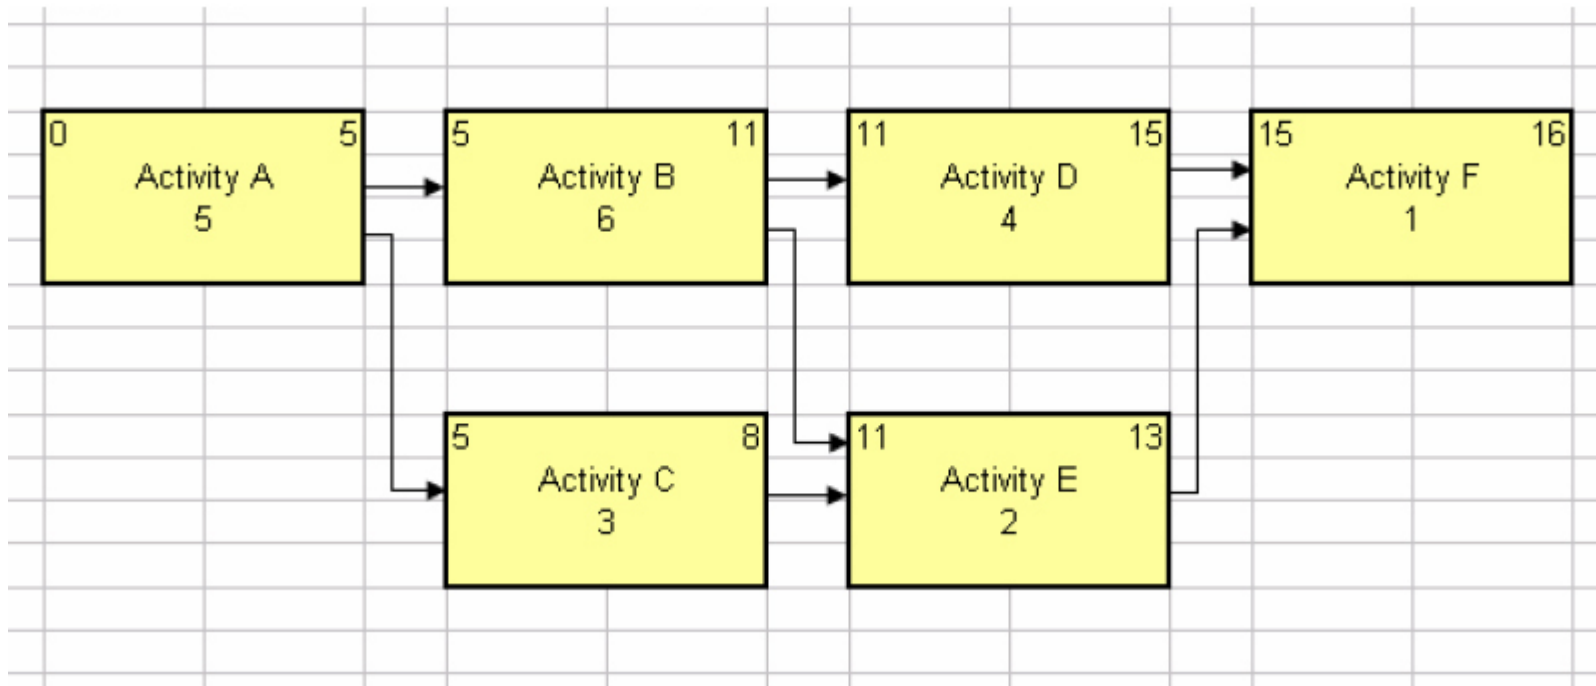 0 5
Activity A
5
5 11
Activity B
6
11 15
Activity D
4
15 16
Activity F
1
5 8
Activity C
3
11 13
Activity E
2